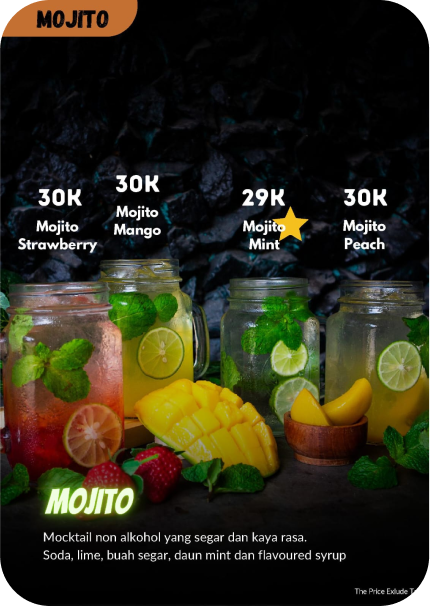 MOJITO
30K
Mojito
Strawberry
30K
Mojito
Mango
29K
Mojito
Mint
30K
Mojito
Peach
MOJITO
Mocktail non alkohol yang segar dan kaya rasa.
Soda, lime, buah segar, daun mint dan flavoured syrup
The Price Exlude